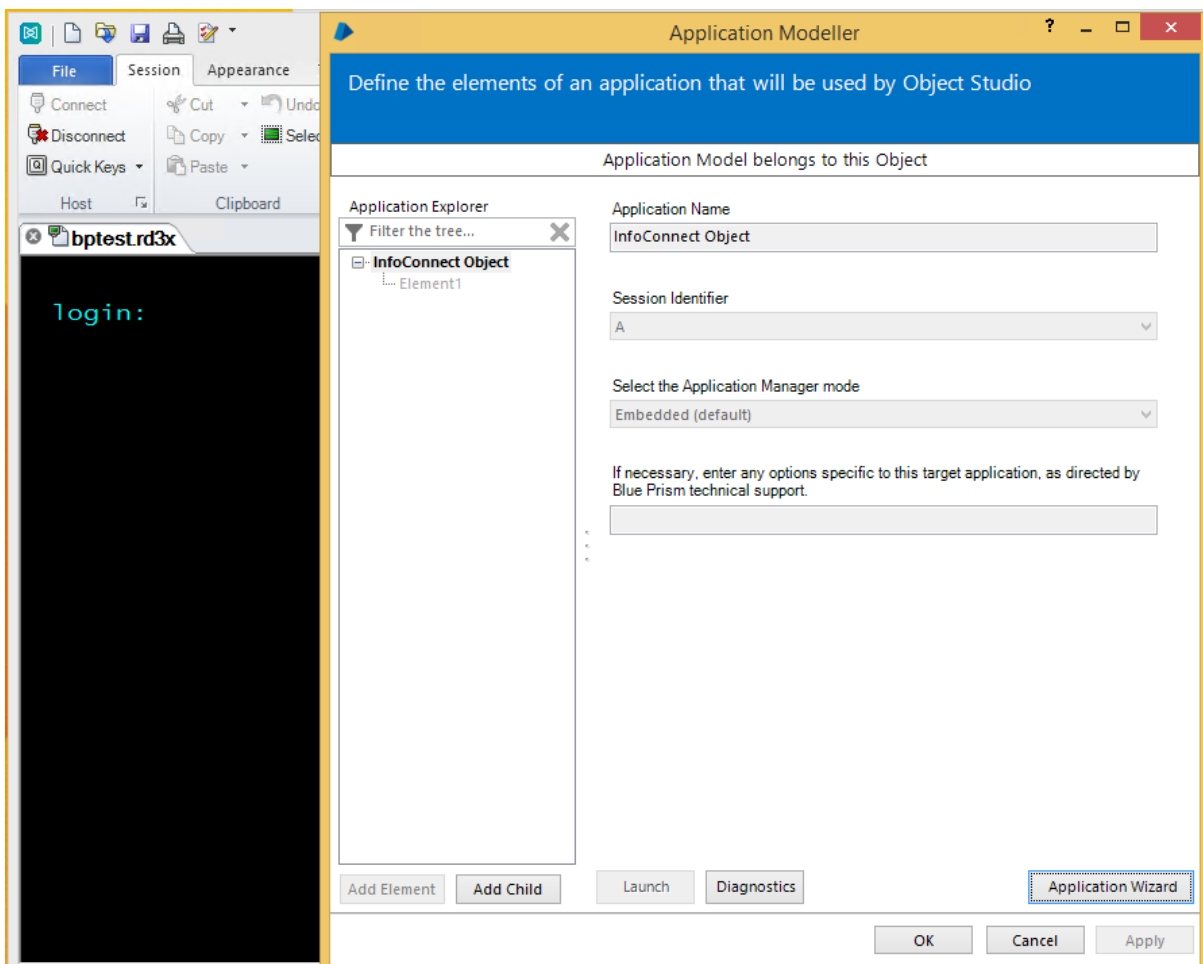 File
Session
Appearance
Connect
Cut
Undo
Disconnect
Copy
Quick Keys
Paste
Host
Clipboard
bptest.rd3x
login:
Application Modeller
?
Define the elements of an application that will be used by Object Studio
Application Model belongs to this Object
Application Explorer
Filter the tree...
InfoConnect Object
Element1
Application Name
InfoConnect Object
Session Identifier
A
Select the Application Manager mode
Embedded (default)
If necessary, enter any options specific to this target application, as directed by
Blue Prism technical support.
Add Element
Add Child
Launch
Diagnostics
Application Wizard
OK
Cancel
Apply